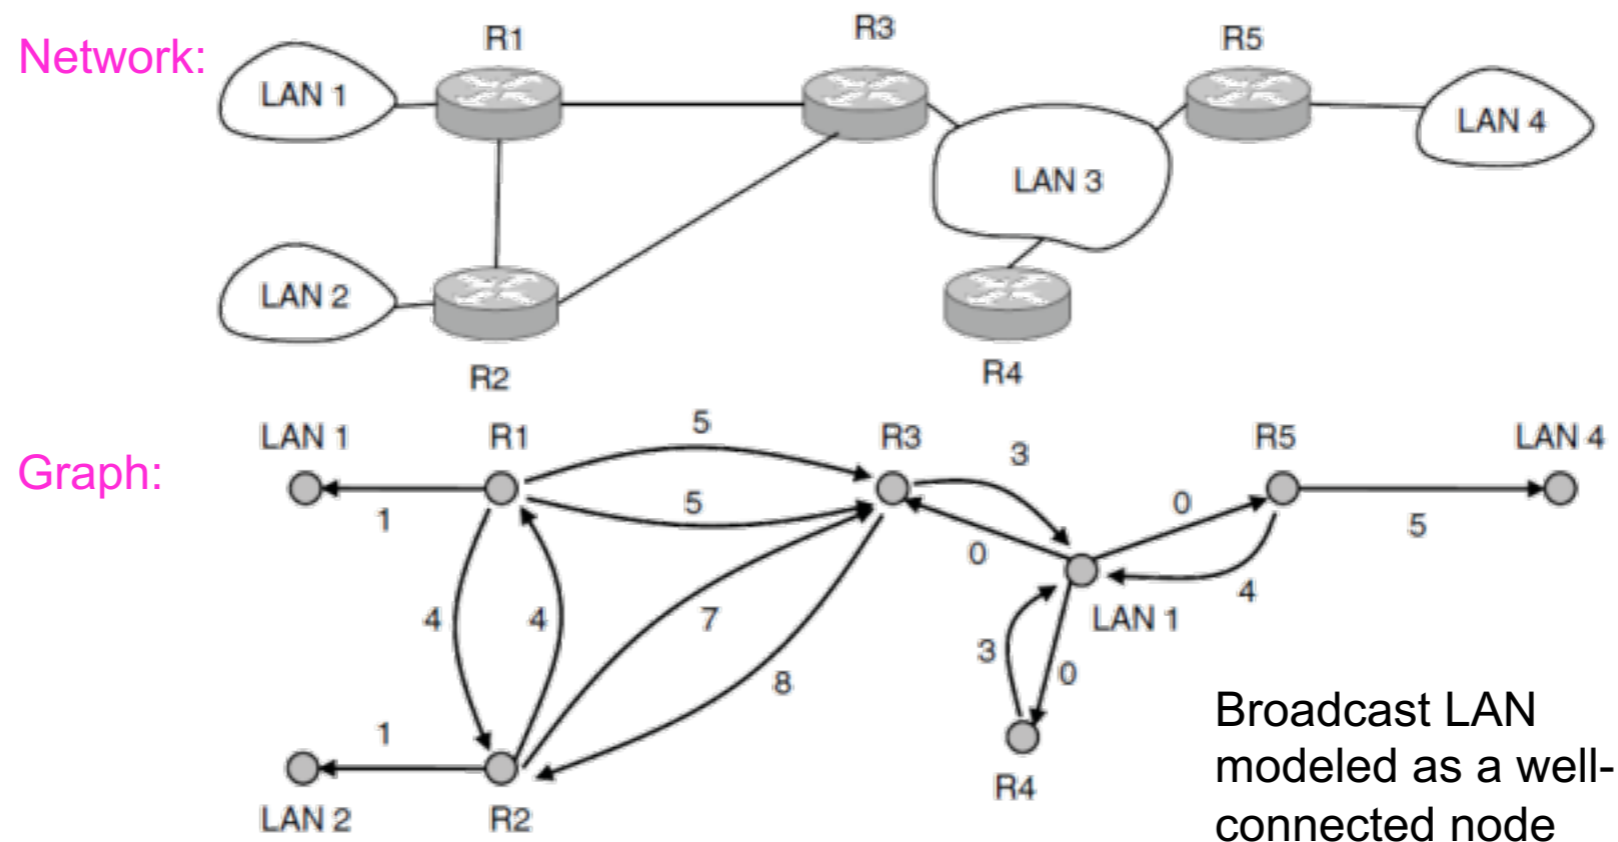 Network:
R1
R3
R5
LAN 1
LAN 4
LAN 3
LAN 2
R2
R4
Graph:
LAN 1
R1
5
R3
3
R5
LAN 4
1
5
0
0
5
4
4
4
7
LAN 1
3
0
8
1
LAN 2
R2
R4
Broadcast LAN
modeled as a well-
connected node